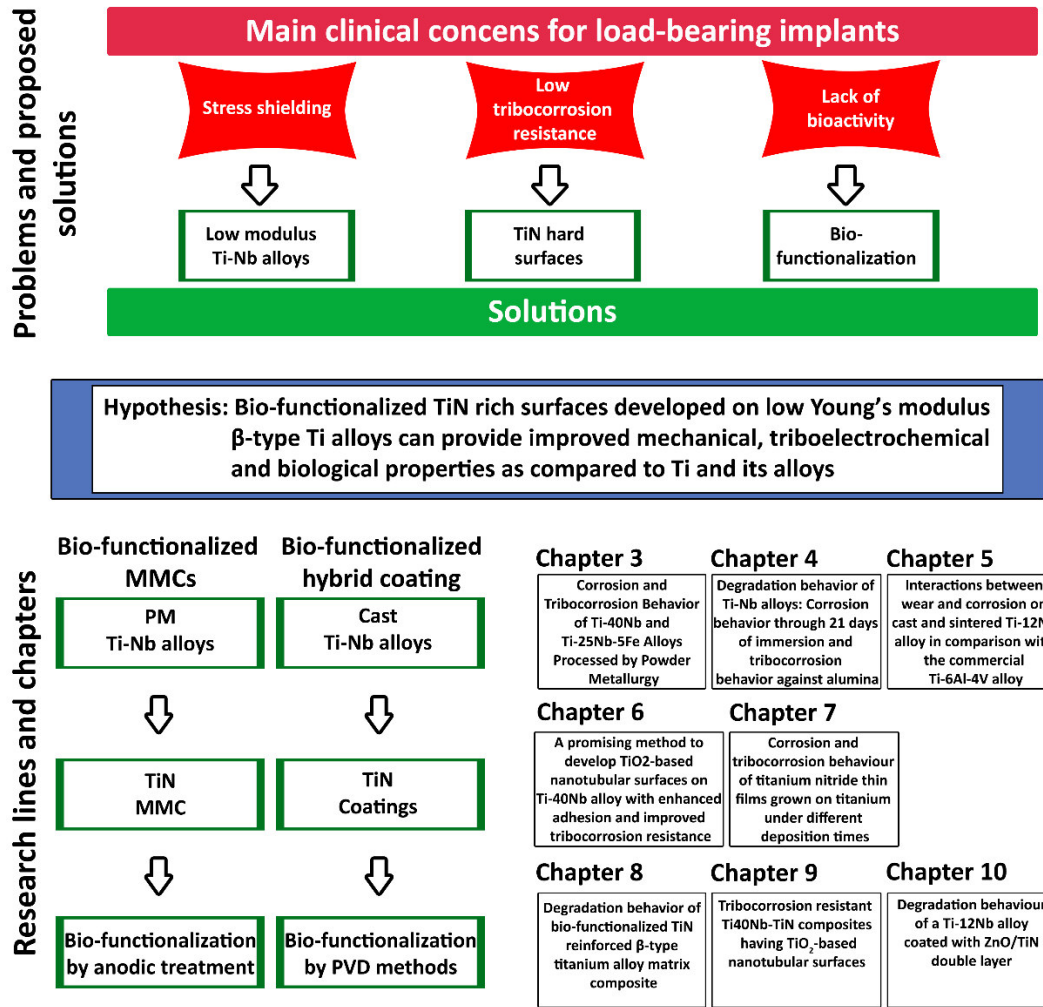 Problems and proposed
solutions
Main clinical concens for load-bearing implants
Stress shielding
Low
tribocorrosion
resistance
Lack of
bioactivity
Low modulus
Ti-Nb alloys
TiN hard
surfaces
Bio-
functionalization
Solutions
Hypothesis: Bio-functionalized TiN rich surfaces developed on low Young's modulus
β-type Ti alloys can provide improved mechanical, triboelectrochemical
and biological properties as compared to Ti and its alloys
Research lines and chapters
Bio-functionalized
MMCs
PM
Ti-Nb alloys
TiN
MMC
Bio-functionalization
by anodic treatment
Bio-functionalized
hybrid coating
Cast
Ti-Nb alloys
TiN
Coatings
Bio-functionalization
by PVD methods
Chapter 3
Corrosion and
Tribocorrosion Behavior
of Ti-40Nb and
Ti-25Nb-5Fe Alloys
Processed by Powder
Metallurgy
Chapter 4
Degradation behavior of
Ti-Nb alloys: Corrosion
behavior through 21 days
of immersion and
tribocorrosion
behavior against alumina
Chapter 5
Interactions between
wear and corrosion on
cast and sintered Ti-12N
alloy in comparison with
the commercial
Ti-6Al-4V alloy
Chapter 6
A promising method to
develop TiO2-based
nanotubular surfaces on
Ti-40Nb alloy with enhanced
adhesion and improved
tribocorrosion resistance
Chapter 7
Corrosion and
tribocorrosion behaviour
of titanium nitride thin
films grown on titanium
under different
deposition times
Chapter 8
Degradation behavior of
bio-functionalized TiN
reinforced β-type
titanium alloy matrix
composite
Chapter 9
Tribocorrosion resistant
Ti40Nb-TiN composites
having TiO₂-based
nanotubular surfaces
Chapter 10
Degradation behaviour
of a Ti-12Nb alloy
coated with ZnO/TiN
double layer